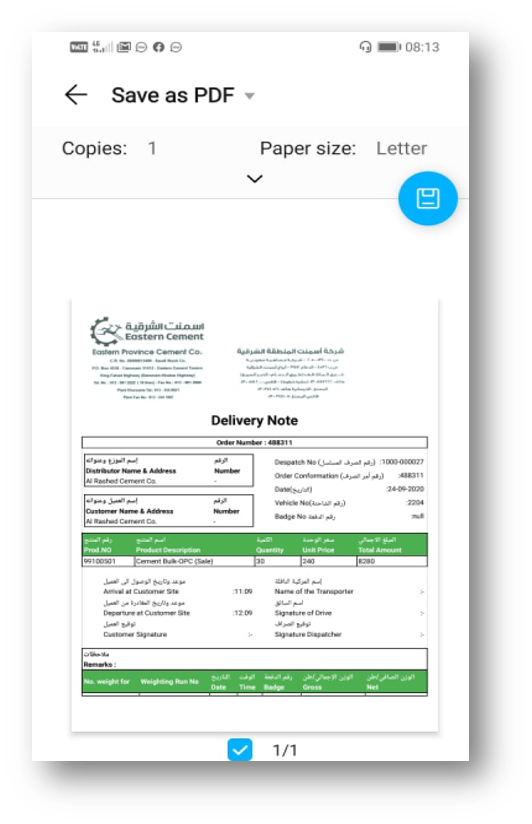 08:13
Save as PDF
Copies: 1 Paper size: Letter
اسمنت الشرقية
Eastern Cement
Eastern Province Cement Co.
شركة أسمنت المنطقة الشرقية
Delivery Note
Order Number : 488311
إسم الموزع وعنوانه الرقم
Distributor Name & Address Number
Al Rashed Cement Co. -
إسم العميل وعنوانه الرقم
Customer Name & Address Number
Al Rashed Cement Co. -
Despatch No (رقم الصرف المسلسل) :1000-000027
Order Conformation (رقم أمر الصرف) :488311
Date(التاريخ) :24-09-2020
Vehicle No(رقم الشاحنة) :2204
Badge No رقم الدفعة :null
رقم المنتج اسم المنتج الكمية سعر الوحدة المبلغ الاجمالي
Prod.NO Product Description Quantity Unit Price Total Amount
99100501 Cement Bulk-OPC (Sale) 30 240 8280
موعد وتاريخ الوصول الى العميل
Arrival at Customer Site :11:09
موعد وتاريخ المغادرة من العميل
Departure at Customer Site :12:09
توقيع العميل
Customer Signature :-
إسم المركبة الناقلة
Name of the Transporter :-
اسم السائق
Signature of Drive :-
توقيع الصراف
Signature Dispatcher :-
ملاحظات
Remarks :
No. weight for Weighting Run No التاريخ الوقت رقم الدفعة الوزن الإجمالي/طن الوزن الصافي/طن
Date Time Badge Gross Net
1/1